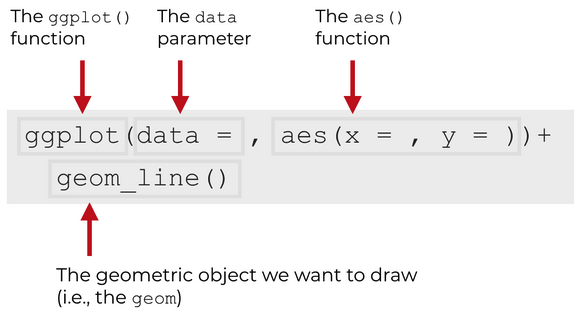 The ggplot()
function
The data
parameter
The aes()
function
ggplot(data = , aes(x = , y = ))+
geom_line()
The geometric object we want to draw
(i.e., the geom)